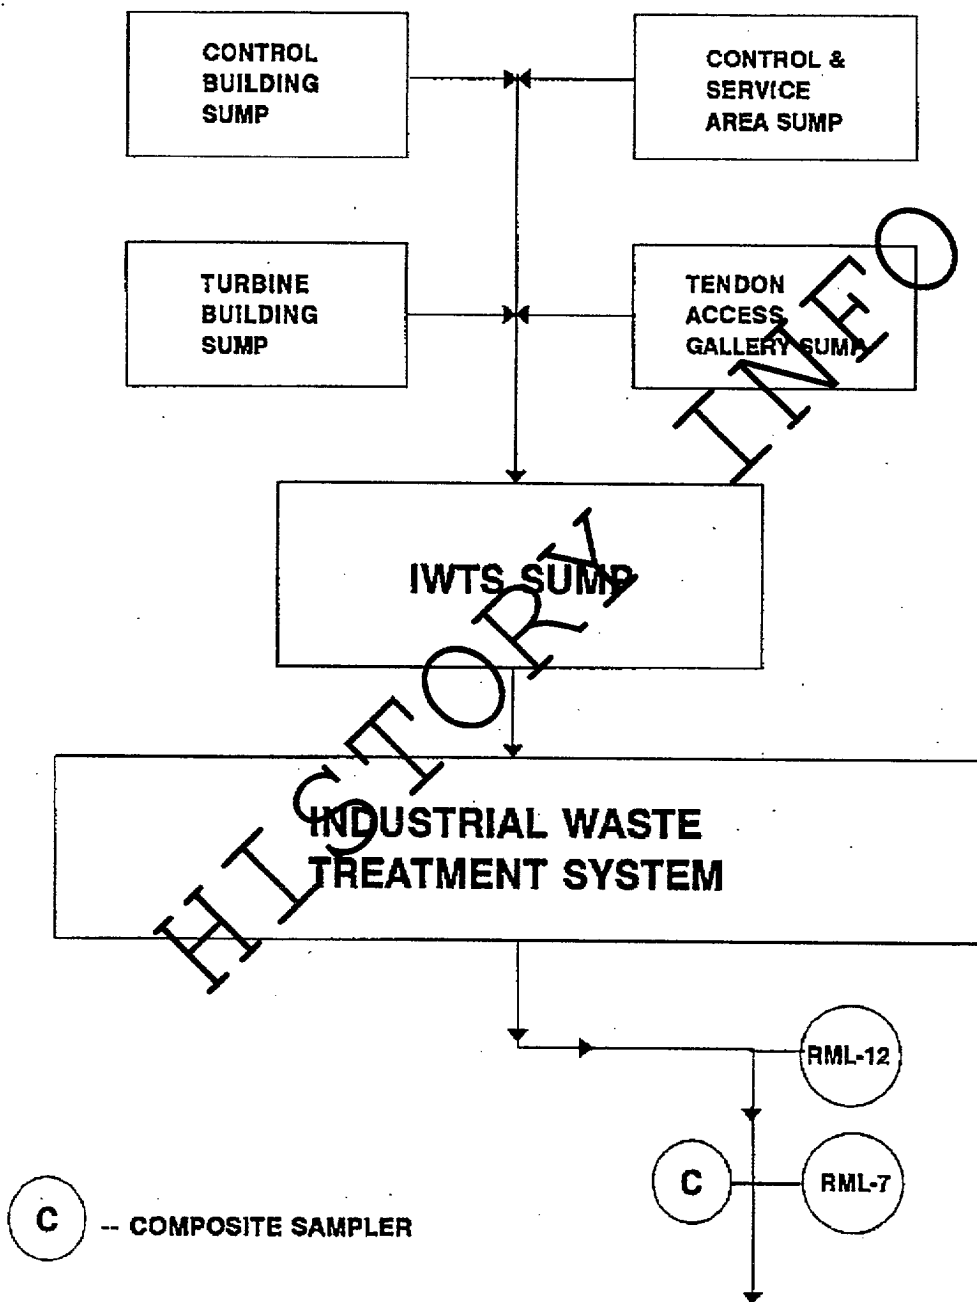 CONTROL
BUILDING
SUMP
CONTROL &
SERVICE
AREA SUMP
TURBINE
BUILDING
SUMP
TENDON
ACCESS
GALLERY SUMP
IWTS SUMP
INDUSTRIAL WASTE
TREATMENT SYSTEM
HISTORY INFO
RML-12
C
RML-7
C -- COMPOSITE SAMPLER